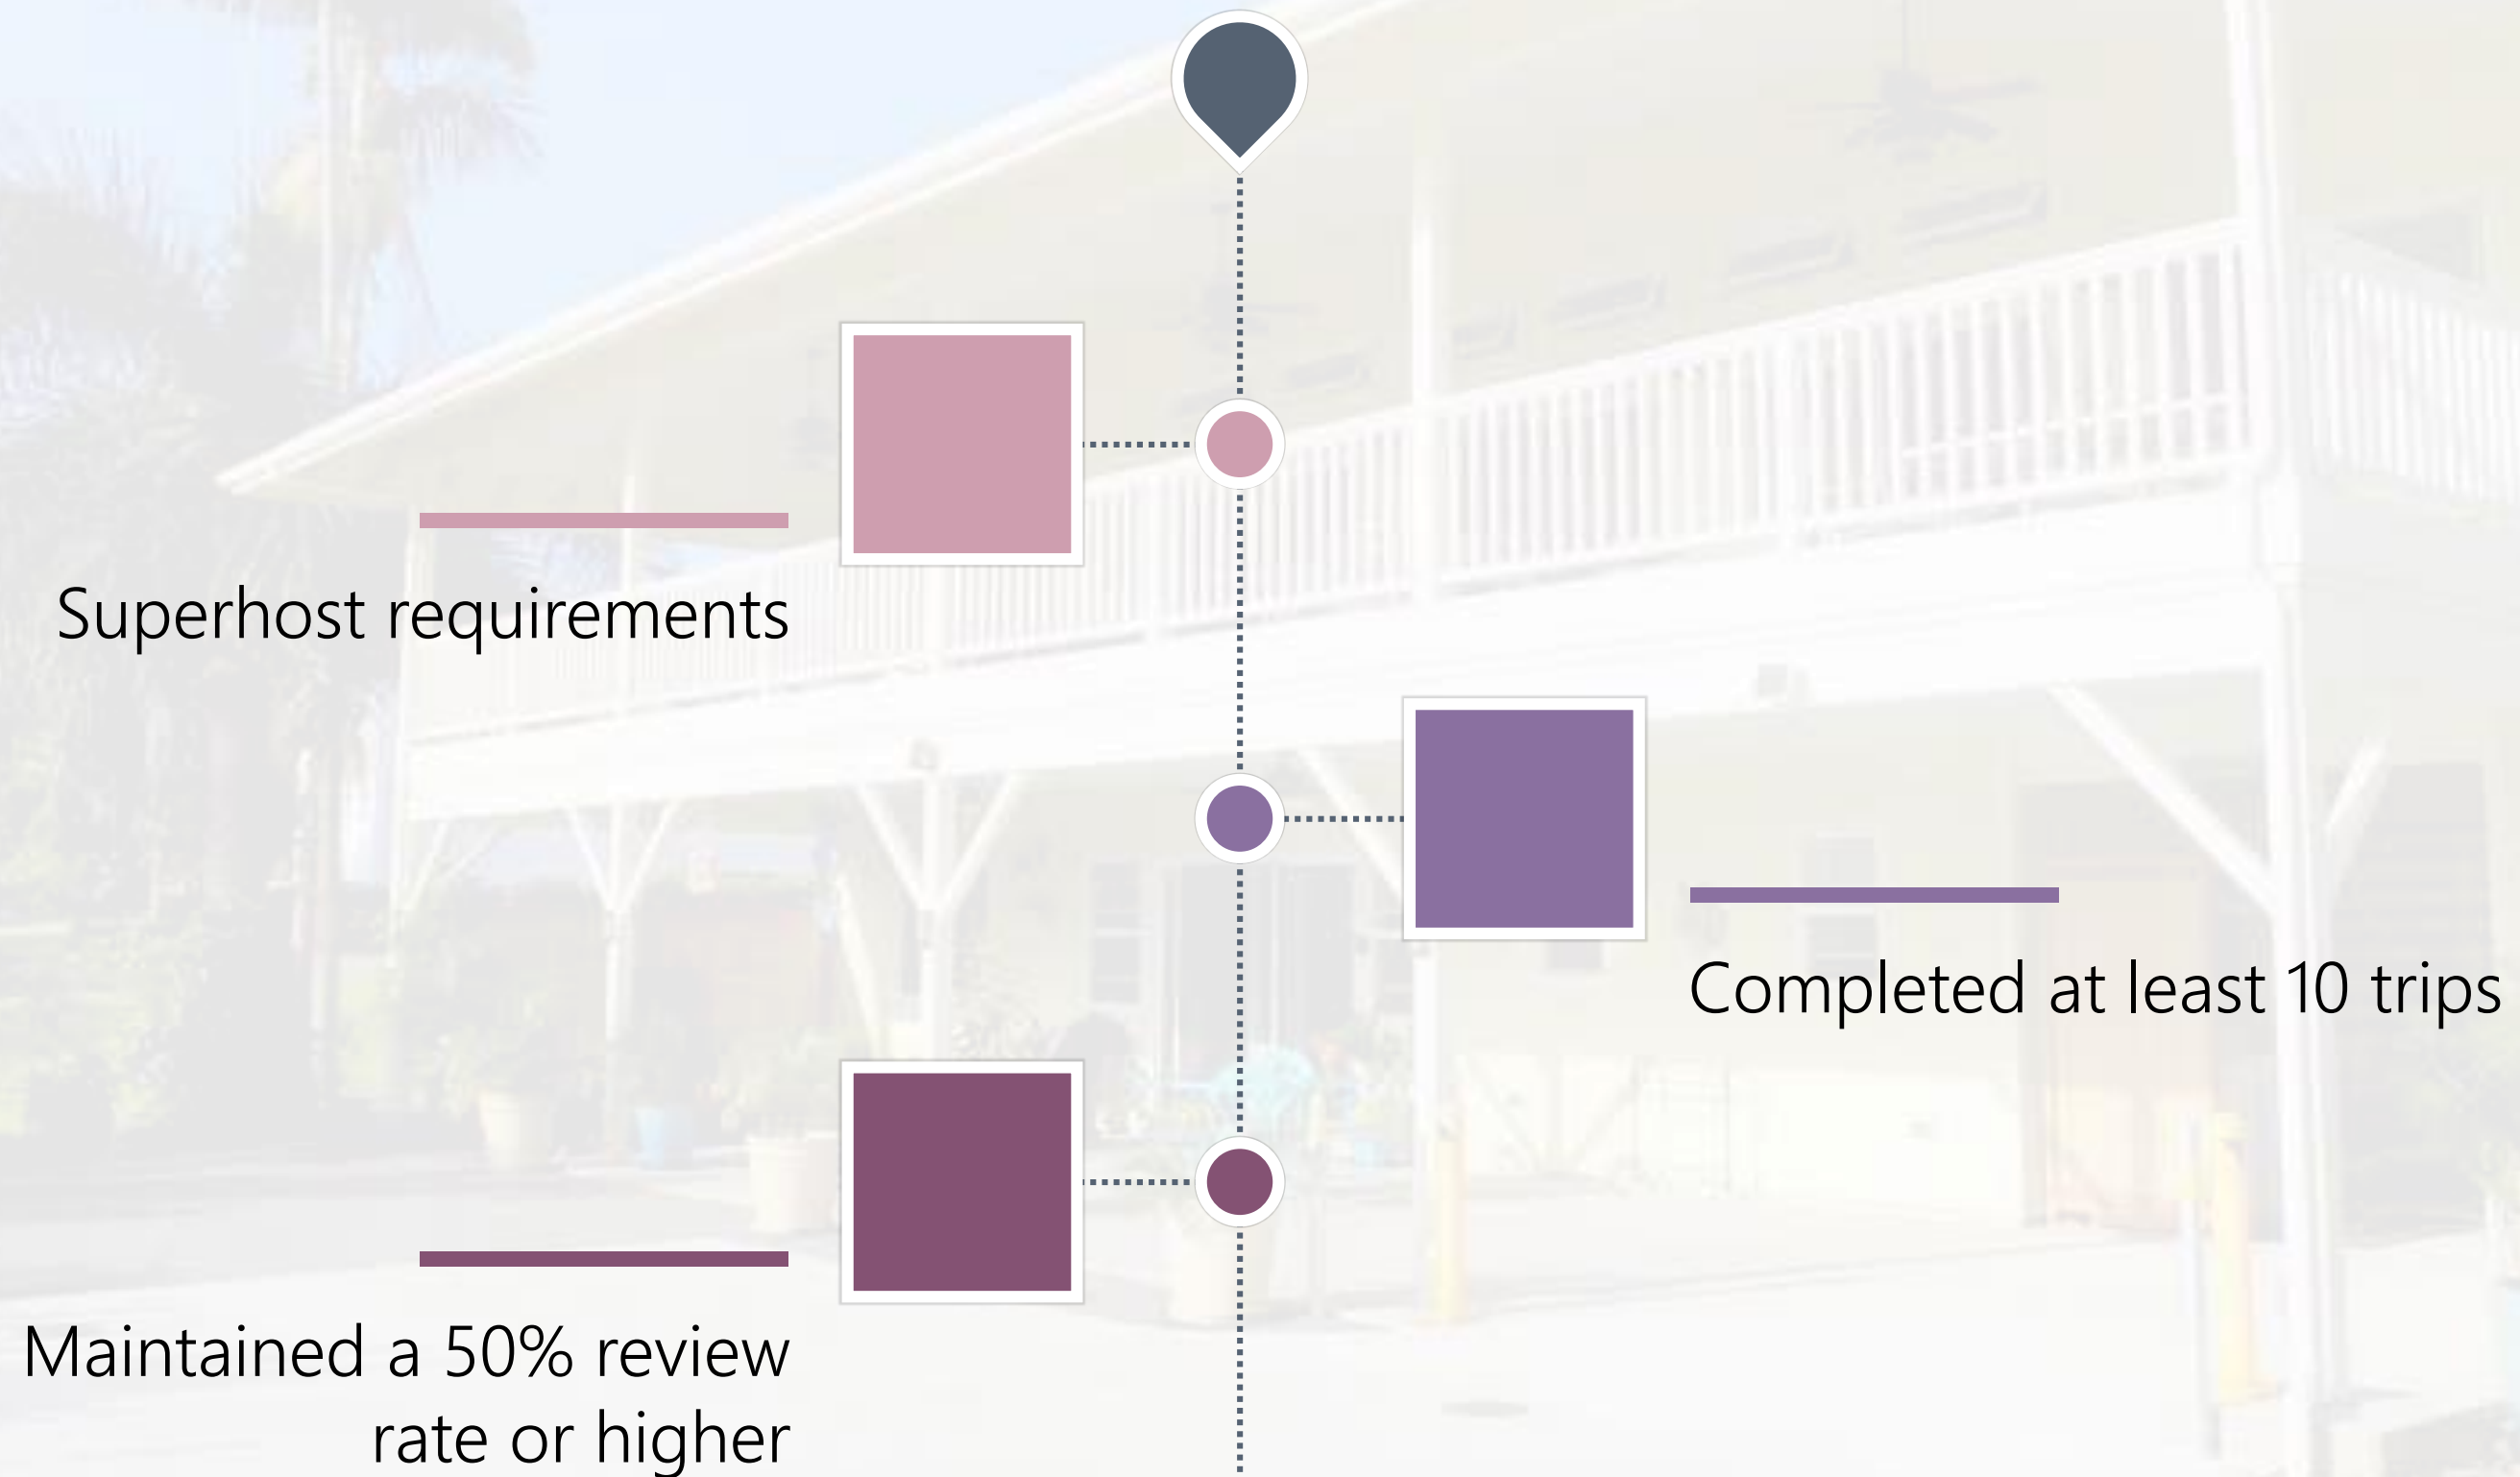 Superhost requirements
Completed at least 10 trips
Maintained a 50% review
rate or higher